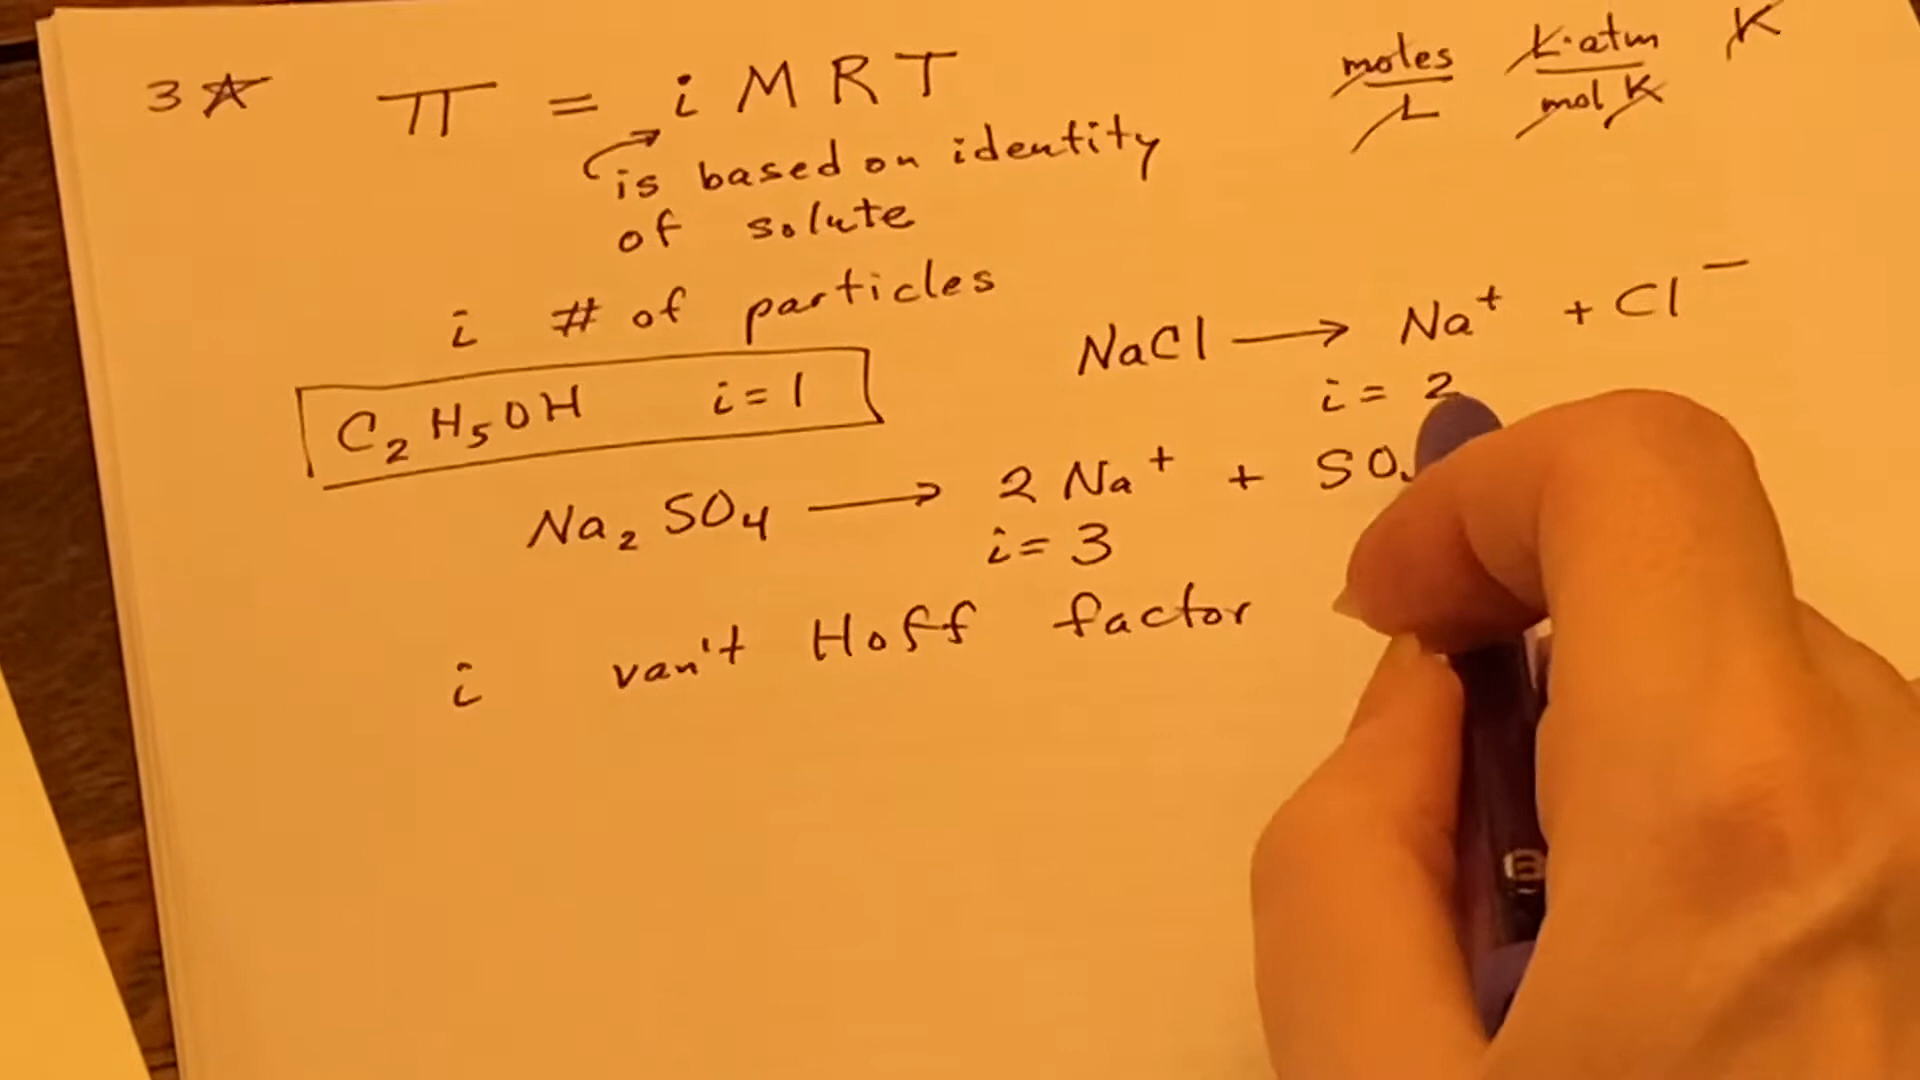 3☆ π = i M R T
moles/L L·atm/mol K K
is based on identity
of solute
i # of particles
NaCl → Na⁺ + Cl⁻
i = 2
C₂H₅OH i = 1
Na₂SO₄ → 2 Na⁺ + SO
i = 3
i van't Hoff factor